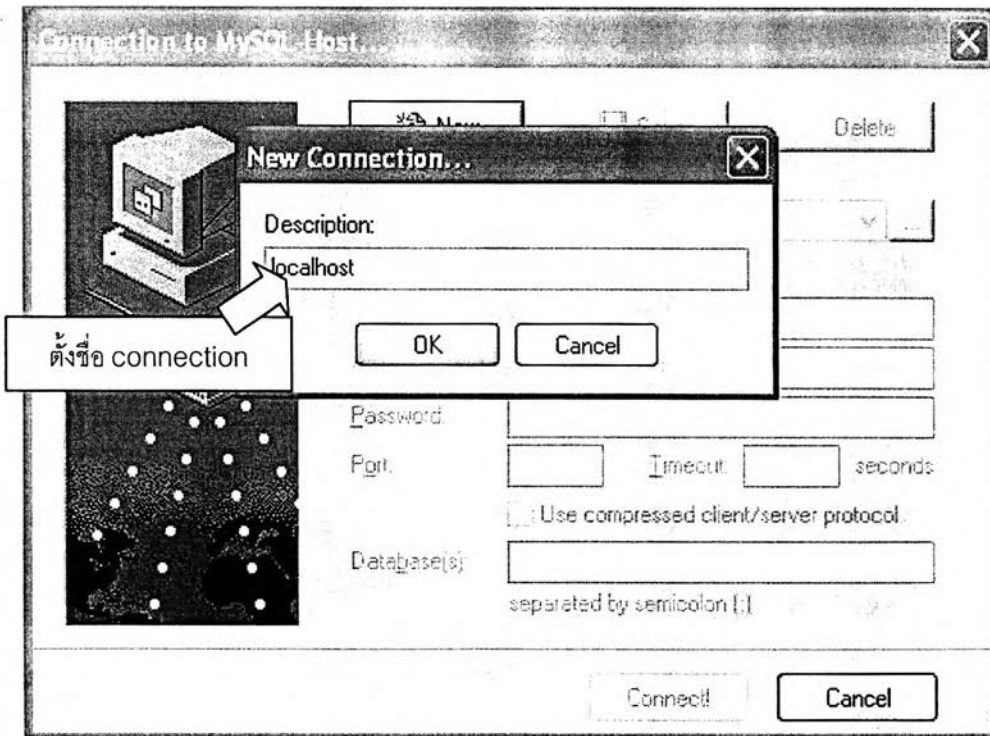 Connection to MySQL-Host...
New
Delete
New Connection...
Description:
localhost
OK
Cancel
ตั้งชื่อ connection
Password:
Port:
Timeout:
seconds
Use compressed client/server protocol
Database(s):
separated by semicolon (;)
Connect!
Cancel